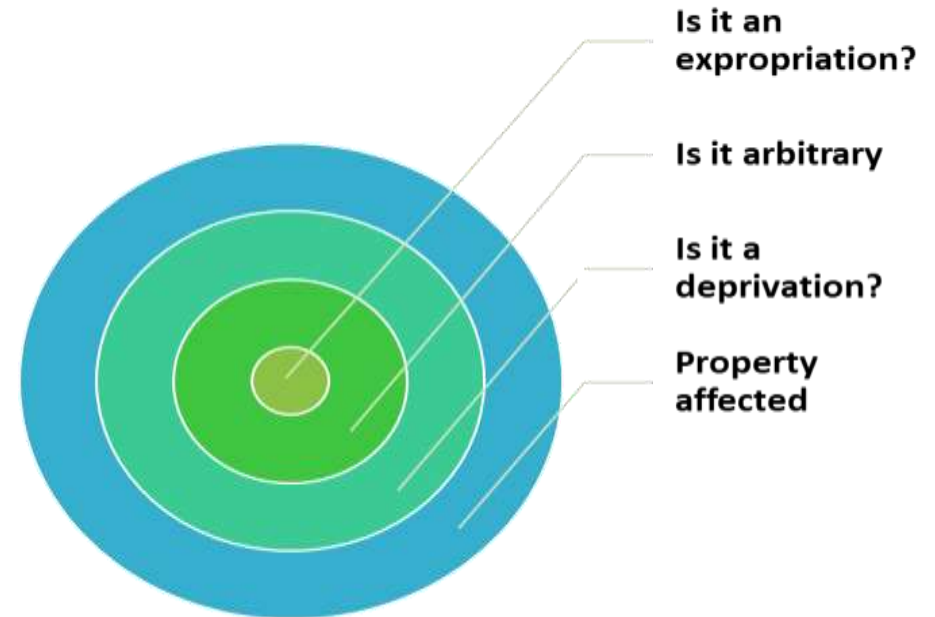 Is it an
expropriation?
Is it arbitrary
Is it a
deprivation?
Property
affected